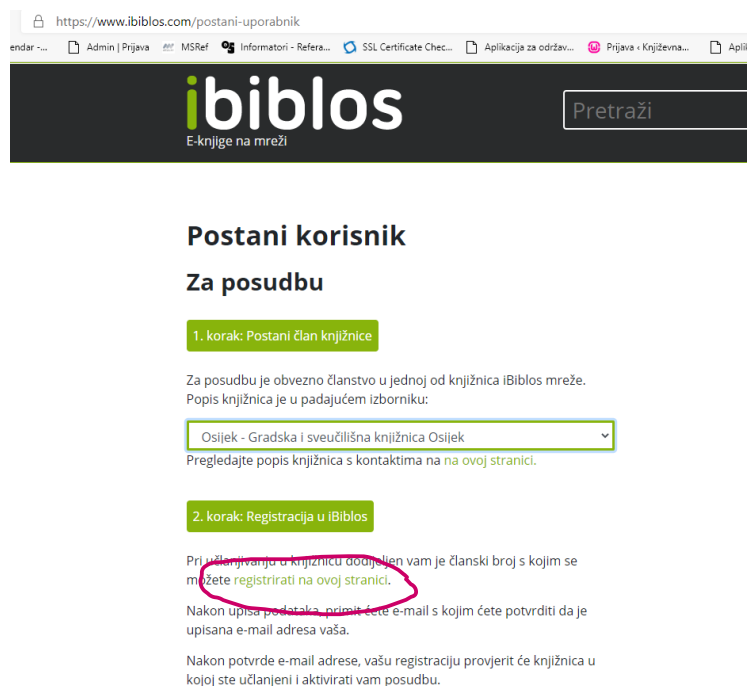 https://www.ibiblos.com/postani-uporabnik
endar -... Admin | Prijava MSRef Informatori - Refera... SSL Certificate Chec... Aplikacija za održav... Prijava ‹ Književna... Apli
ibiblos
Pretraži
E-knjige na mreži
Postani korisnik
Za posudbu
1. korak: Postani član knjižnice
Za posudbu je obvezno članstvo u jednoj od knjižnica iBiblos mreže.
Popis knjižnica je u padajućem izborniku:
Osijek - Gradska i sveučilišna knjižnica Osijek
Pregledajte popis knjižnica s kontaktima na na ovoj stranici.
2. korak: Registracija u iBiblos
Pri učlanjivanju u knjižnicu dodijeljen vam je članski broj s kojim se
možete registrirati na ovoj stranici.
Nakon upisa podataka, primit ćete e-mail s kojim ćete potvrditi da je
upisana e-mail adresa vaša.
Nakon potvrde e-mail adrese, vašu registraciju provjerit će knjižnica u
kojoj ste učlanjeni i aktivirati vam posudbu.